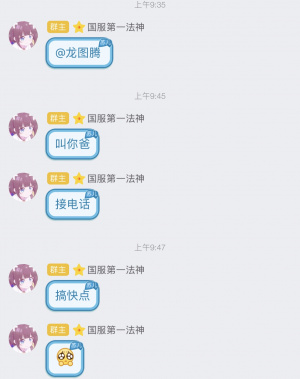 上午9:35
群主 国服第一法神
@龙图腾
上午9:45
群主 国服第一法神
叫你爸
群主 国服第一法神
接电话
上午9:47
群主 国服第一法神
搞快点
群主 国服第一法神